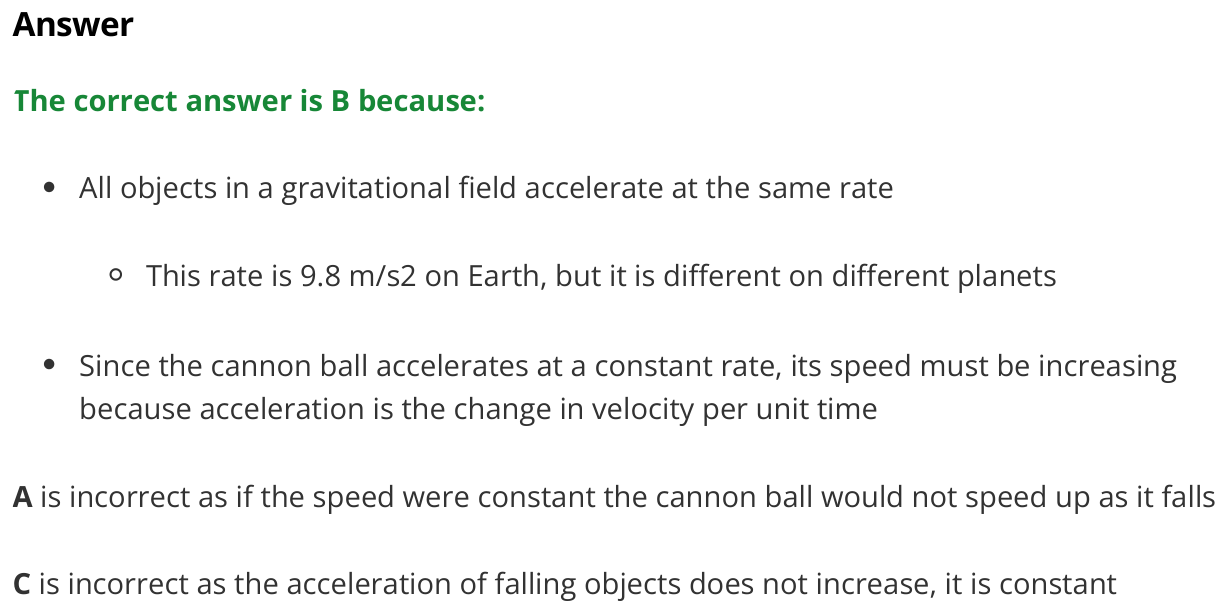 Answer
The correct answer is B because:
• All objects in a gravitational field accelerate at the same rate
○ This rate is 9.8 m/s2 on Earth, but it is different on different planets
• Since the cannon ball accelerates at a constant rate, its speed must be increasing
because acceleration is the change in velocity per unit time
A is incorrect as if the speed were constant the cannon ball would not speed up as it falls
C is incorrect as the acceleration of falling objects does not increase, it is constant